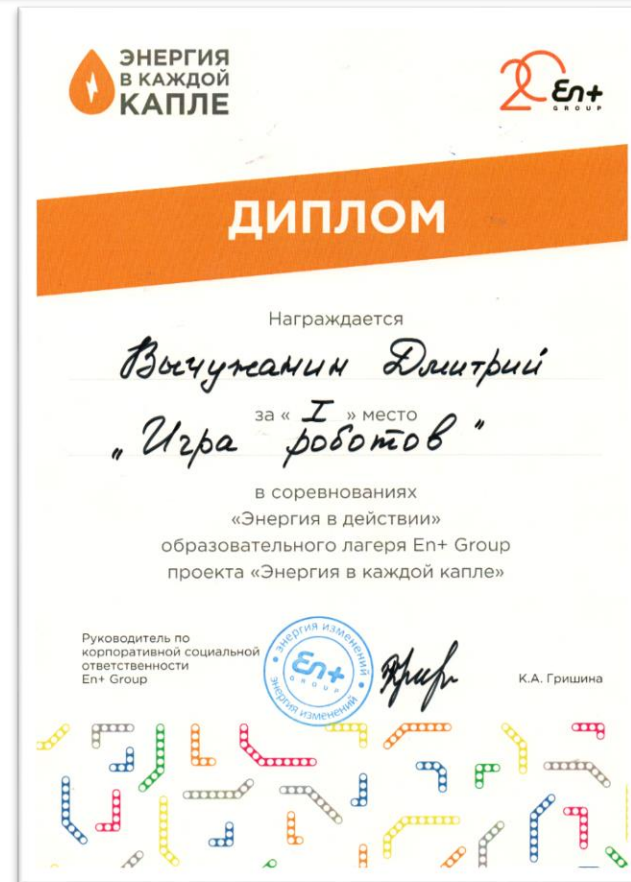 ЭНЕРГИЯ
В КАЖДОЙ
КАПЛЕ
20 En+
GROUP
ДИПЛОМ
Награждается
Вычужанин Дмитрий
за « I » место
„Игра роботов"
в соревнованиях
«Энергия в действии»
образовательного лагеря En+ Group
проекта «Энергия в каждой капле»
Руководитель по
корпоративной социальной
ответственности
En+ Group
энергия изменений
En+
GROUP
энергия изменений
К.А. Гришина